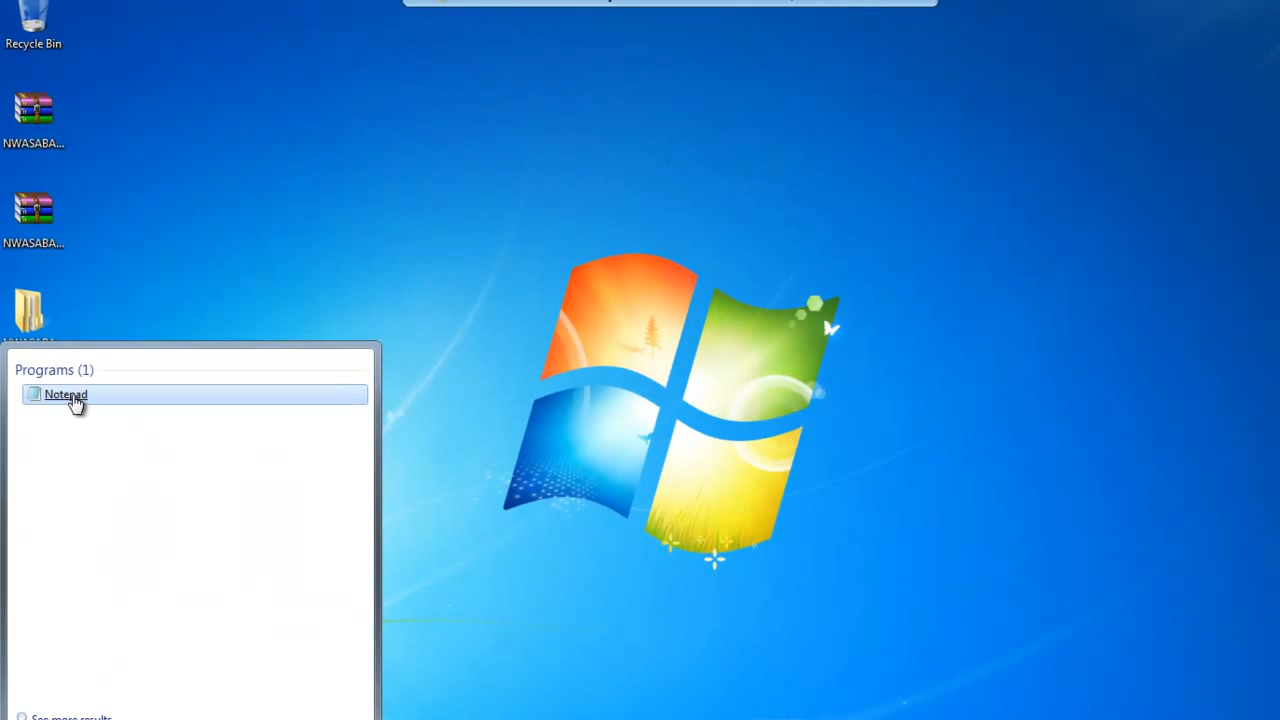 Recycle Bin
NWASABA...
NWASABA...
Programs (1)
Notepad
See more results